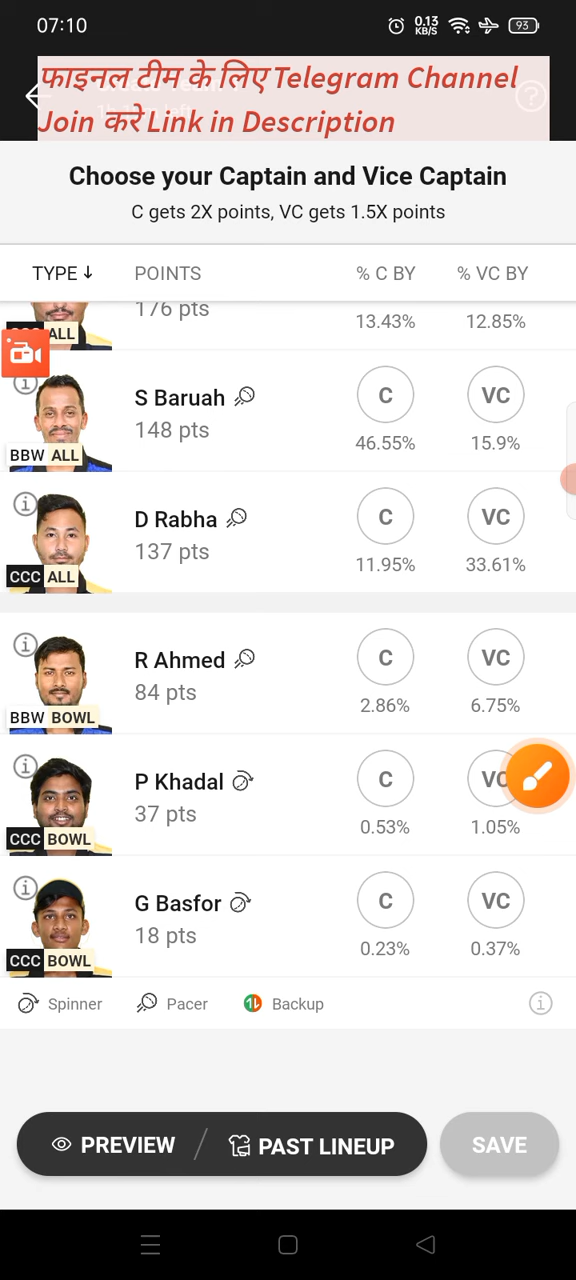 07:10
0.13
KB/S
93
फाइनल टीम के लिए Telegram Channel
Join करे Link in Description
Choose your Captain and Vice Captain
C gets 2X points, VC gets 1.5X points
TYPE ↓ POINTS % C BY % VC BY
176 pts
13.43% 12.85%
ALL
S Baruah C VC
148 pts
46.55% 15.9%
BBW ALL
D Rabha C VC
137 pts
11.95% 33.61%
CCC ALL
R Ahmed C VC
84 pts
2.86% 6.75%
BBW BOWL
P Khadal C VC
37 pts
0.53% 1.05%
CCC BOWL
G Basfor C VC
18 pts
0.23% 0.37%
CCC BOWL
Spinner Pacer Backup
PREVIEW / PAST LINEUP SAVE